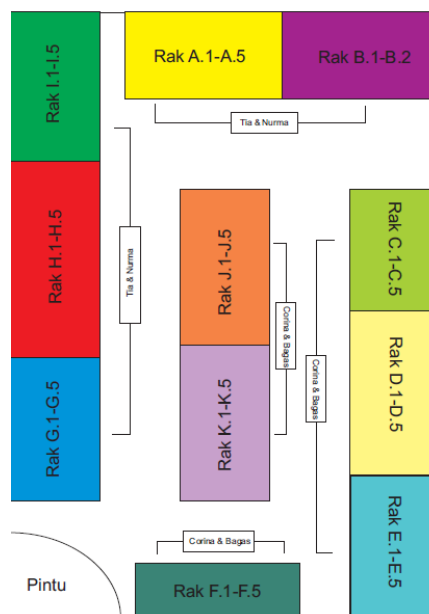 Rak A.1-A.5
Rak B.1-B.2
Tia & Nurma
Rak I.1-I.5
Rak H.1-H.5
Rak G.1-G.5
Tia & Nurma
Rak J.1-J.5
Rak K.1-K.5
Corina & Bagas
Corina & Bagas
Rak C.1-C.5
Rak D.1-D.5
Rak E.1-E.5
Corina & Bagas
Rak F.1-F.5
Pintu